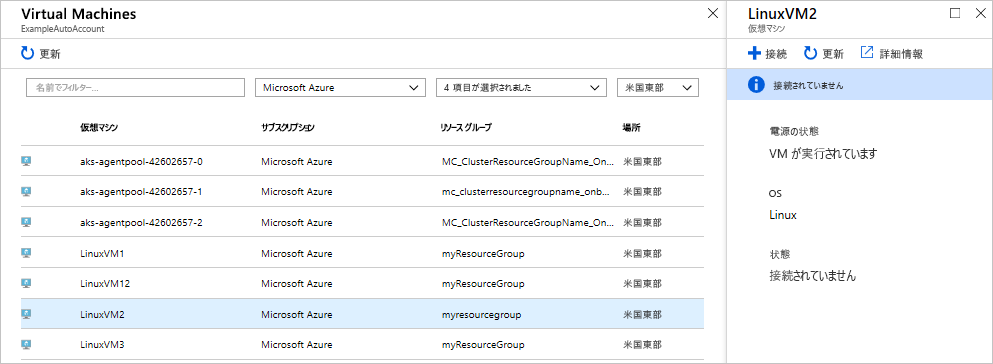 Virtual Machines
ExampleAutoAccount
更新
名前でフィルター...
Microsoft Azure
4 項目が選択されました
米国東部
仮想マシン サブスクリプション リソース グループ 場所
aks-agentpool-42602657-0 Microsoft Azure MC_ClusterResourceGroupName_On... 米国東部
aks-agentpool-42602657-1 Microsoft Azure mc_clusterresourcegroupname_onb... 米国東部
aks-agentpool-42602657-2 Microsoft Azure MC_ClusterResourceGroupName_On... 米国東部
LinuxVM1 Microsoft Azure myResourceGroup 米国東部
LinuxVM12 Microsoft Azure myResourceGroup 米国東部
LinuxVM2 Microsoft Azure myresourcegroup 米国東部
LinuxVM3 Microsoft Azure myResourceGroup 米国東部
LinuxVM2
仮想マシン
接続 更新 詳細情報
接続されていません
電源の状態
VM が実行されています
OS
Linux
状態
接続されていません